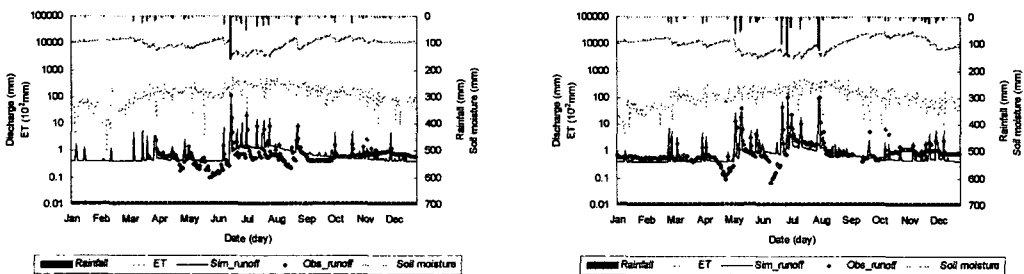 100000
10000
1000
100
10
1
0.1
0.01
Discharge (mm)
ET (10²mm)
0
100
200
300
400
500
600
700
Rainfall (mm)
Soil moisture (mm)
Jan Feb Mar Apr May Jun Jul Aug Sep Oct Nov Dec
Date (day)
Rainfall ET Sim_runoff Obs_runoff Soil moisture
100000
10000
1000
100
10
1
0.1
0.01
Discharge (mm)
ET (10²mm)
0
100
200
300
400
500
600
700
Rainfall (mm)
Soil moisture (mm)
Jan Feb Mar Apr May Jun Jul Aug Sep Oct Nov Dec
Date (day)
Rainfall ET Sim_runoff Obs_runoff Soil moisture